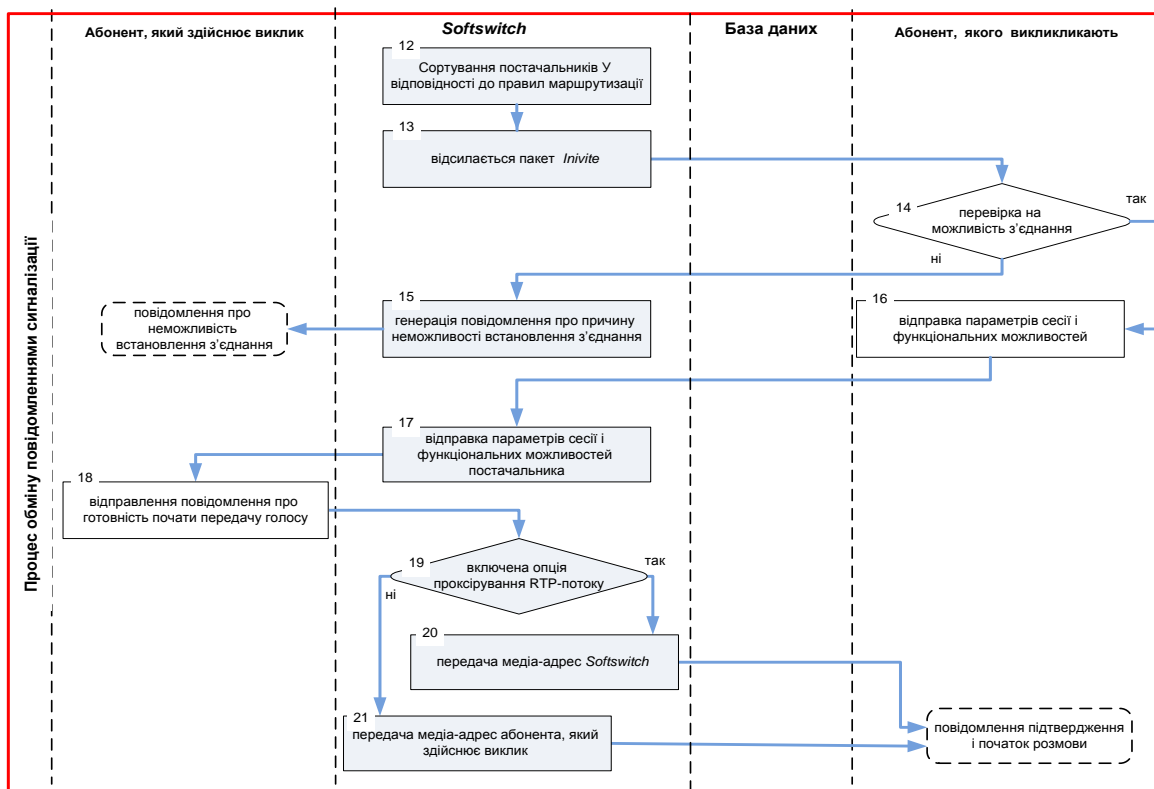 Абонент, який здійснює виклик
Softswitch
База даних
Абонент, якого викликликають
Процес обміну повідомленнями сигналізації
12
Сортування постачальників У
відповідності до правил маршрутизації
13
відсилається пакет Inivite
14
перевірка на
можливість з’єднання
так
ні
15
генерація повідомлення про причину
неможливості встановлення з’єднання
повідомлення про
неможливість
встановлення з’єднання
16
відправка параметрів сесії і
функціональних можливостей
17
відправка параметрів сесії і
функціональних можливостей
постачальника
18
відправлення повідомлення про
готовність почати передачу голосу
19
включена опція
проксірування RTP-потоку
так
ні
20
передача медіа-адрес Softswitch
21
передача медіа-адрес абонента, який
здійснює виклик
повідомлення підтвердження
і початок розмови